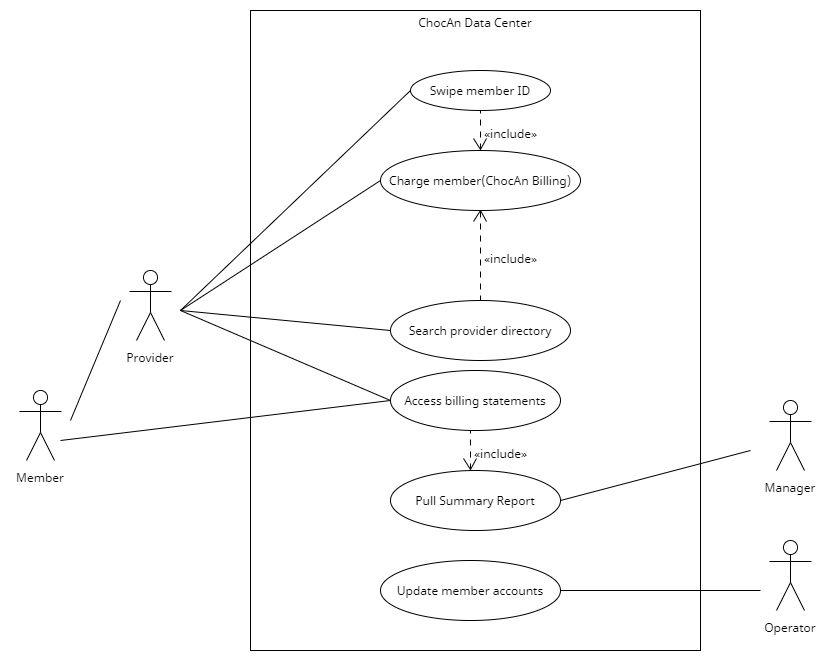 ChocAn Data Center
Swipe member ID
«include»
Charge member(ChocAn Billing)
«include»
Search provider directory
Provider
Access billing statements
«include»
Member
Pull Summary Report
Manager
Update member accounts
Operator